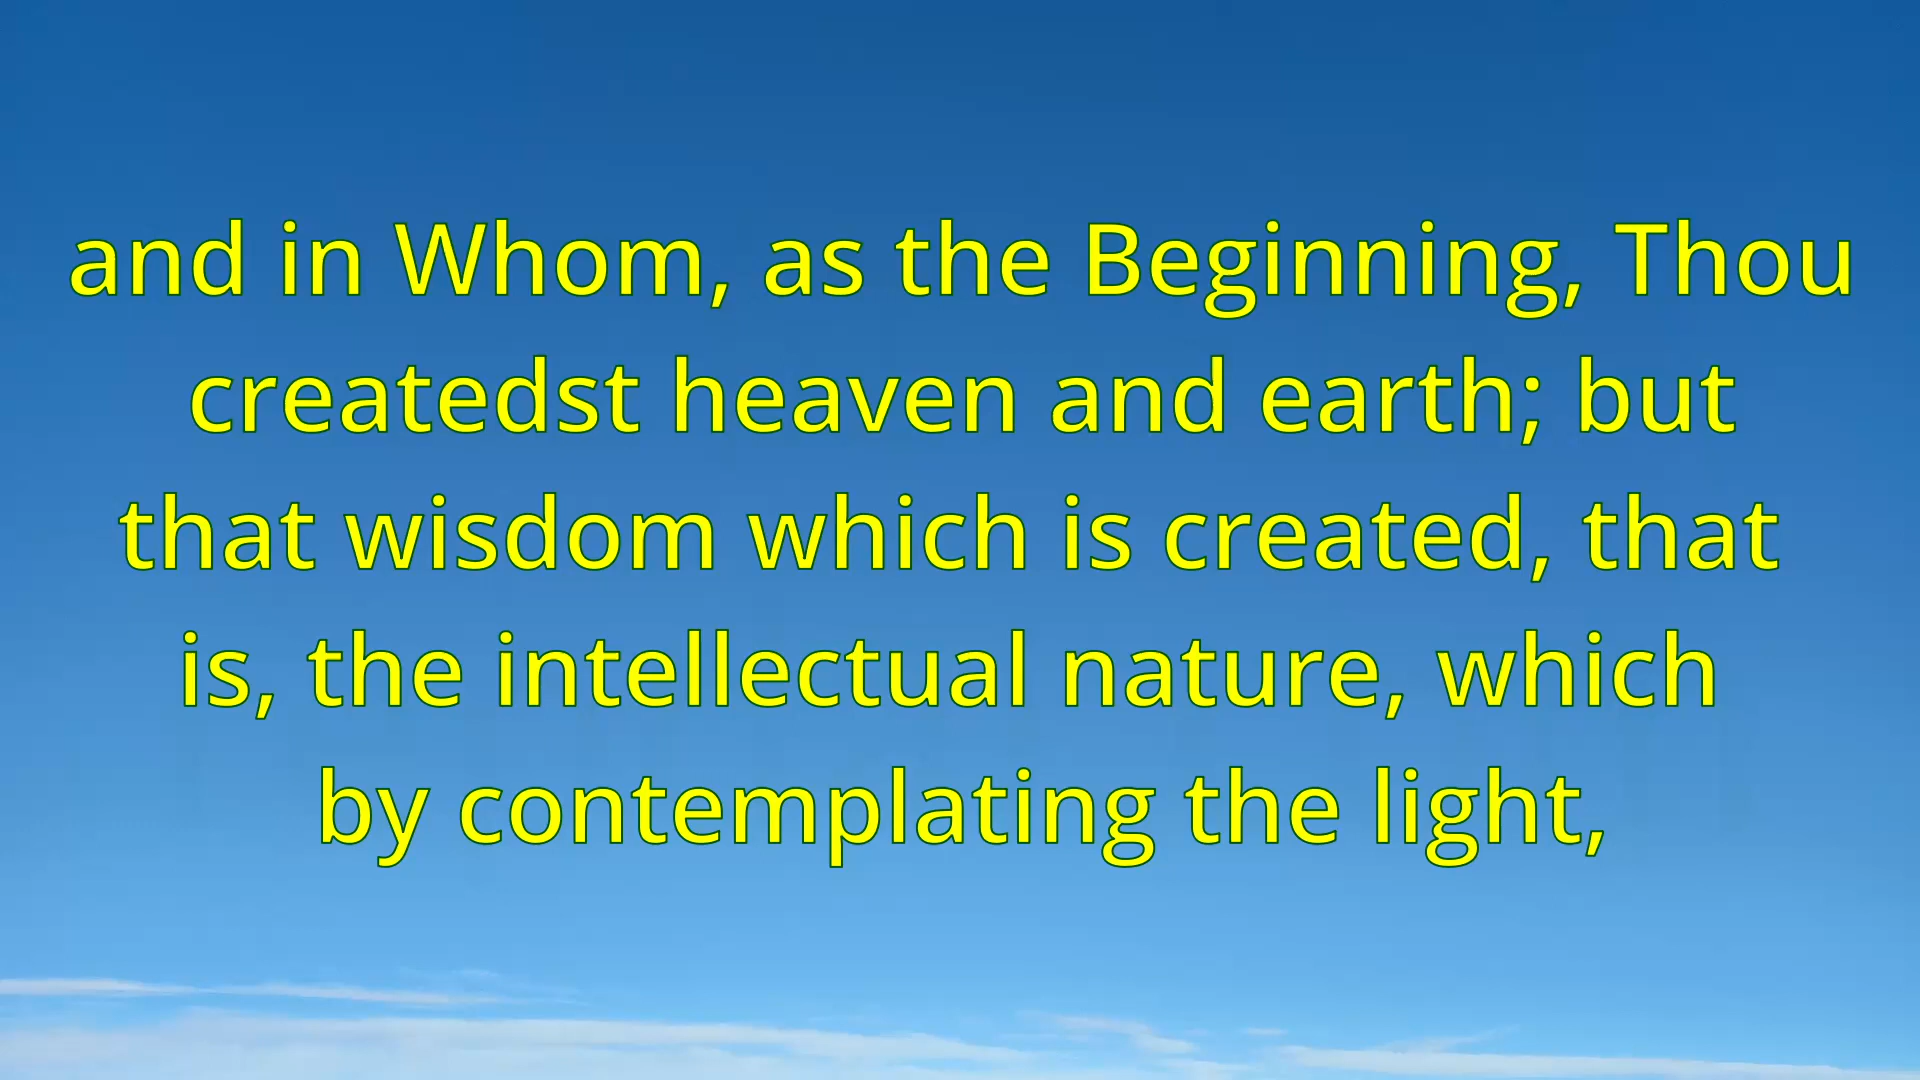 and in Whom, as the Beginning, Thou
createdst heaven and earth; but
that wisdom which is created, that
is, the intellectual nature, which
by contemplating the light,